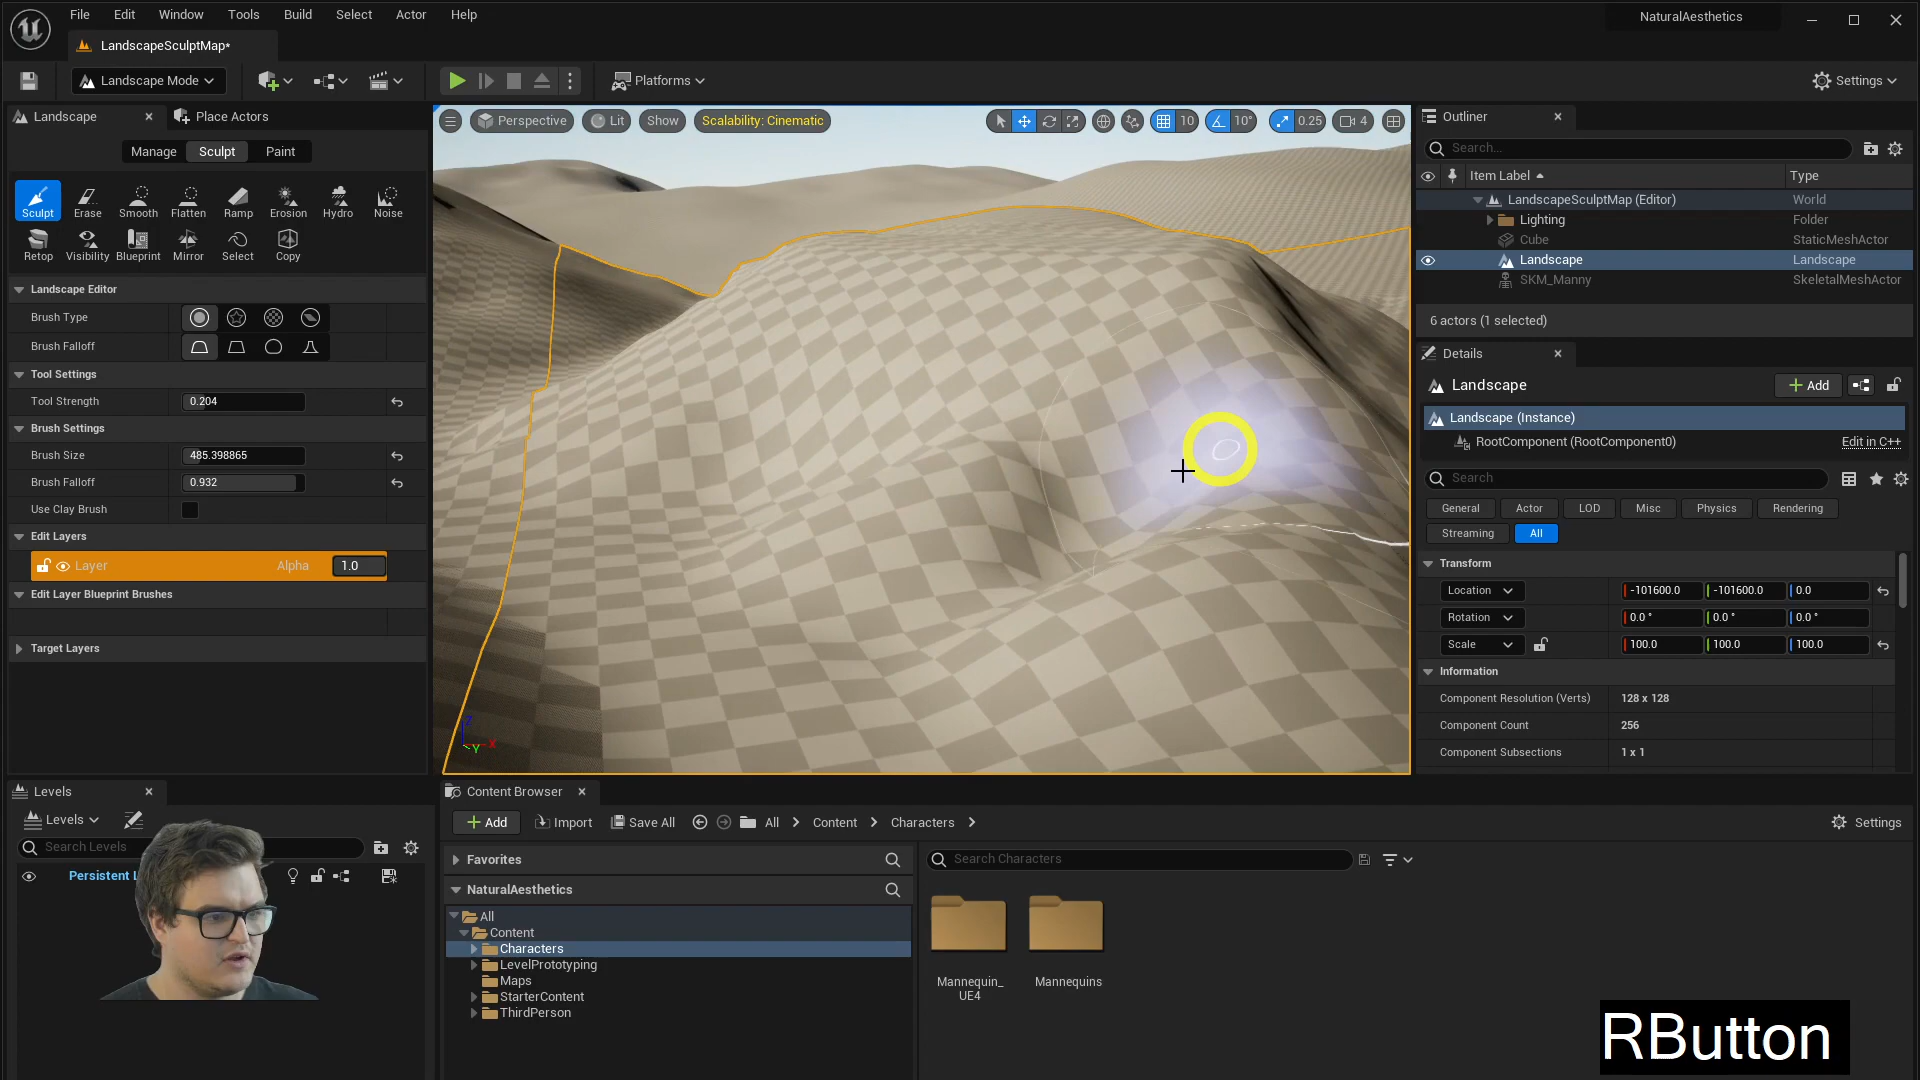 File Edit Window Tools Build Select Actor Help
NaturalAesthetics
LandscapeSculptMap*
Landscape Mode
Platforms
Settings
Landscape
Place Actors
Manage Sculpt Paint
Sculpt Erase Smooth Flatten Ramp Erosion Hydro Noise
Retop Visibility Blueprint Mirror Select Copy
Landscape Editor
Brush Type
Brush Falloff
Tool Settings
Tool Strength 0.204
Brush Settings
Brush Size 485.398865
Brush Falloff 0.932
Use Clay Brush
Edit Layers
Layer Alpha 1.0
Edit Layer Blueprint Brushes
Target Layers
Perspective Lit Show Scalability: Cinematic
10 10° 0.25 4
Z
X
Y
Outliner
Search...
Item Label Type
LandscapeSculptMap (Editor) World
Lighting Folder
Cube StaticMeshActor
Landscape Landscape
SKM_Manny SkeletalMeshActor
6 actors (1 selected)
Details
Landscape
Add
Landscape (Instance)
RootComponent (RootComponent0) Edit in C++
Search
General Actor LOD Misc Physics Rendering
Streaming All
Transform
Location -101600.0 -101600.0 0.0
Rotation 0.0 ° 0.0 ° 0.0 °
Scale 100.0 100.0 100.0
Information
Component Resolution (Verts) 128 x 128
Component Count 256
Component Subsections 1 x 1
Levels
Levels
Search Levels
Persistent L
Content Browser
Add Import Save All All Content Characters
Settings
Favorites
NaturalAesthetics
All
Content
Characters
LevelPrototyping
Maps
StarterContent
ThirdPerson
Search Characters
Mannequin_
UE4
Mannequins
RButton